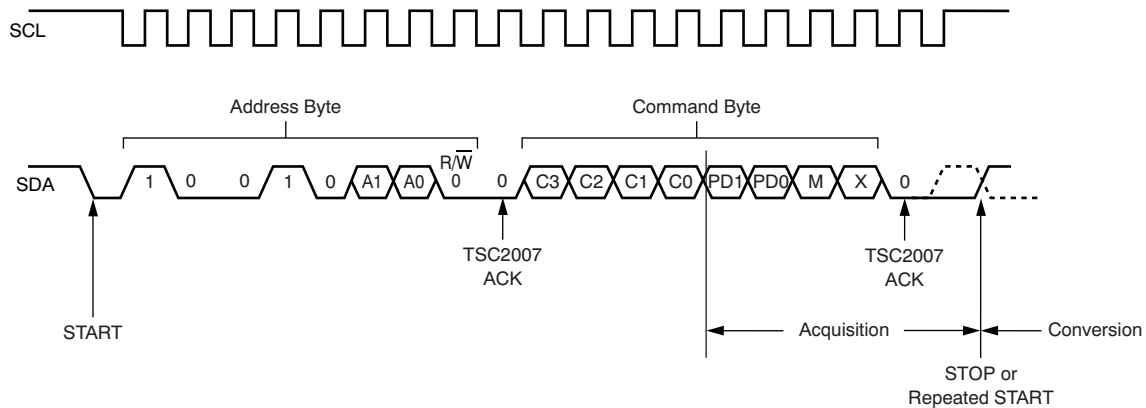 SCL
Address Byte
Command Byte
R/W̅
SDA
1 0 0 1 0 A1 A0 0 0 C3 C2 C1 C0 PD1 PD0 M X 0
TSC2007
ACK
TSC2007
ACK
START
Acquisition
Conversion
STOP or
Repeated START